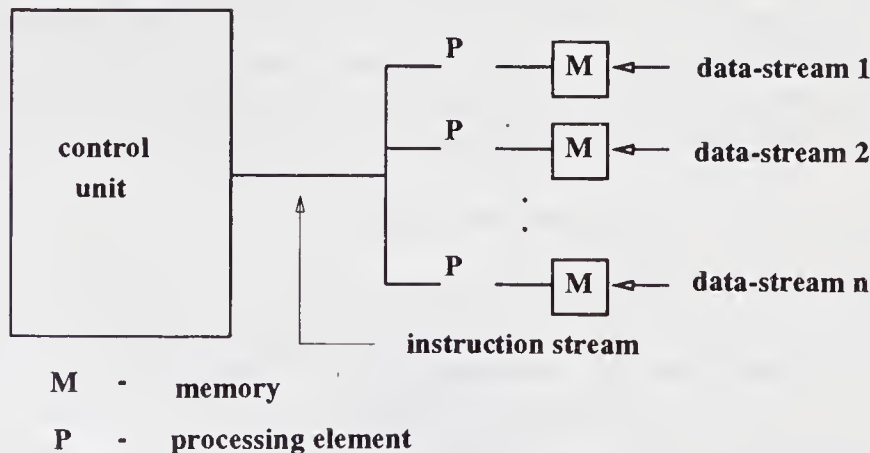 P M data-stream 1
control unit
P M data-stream 2
P M data-stream n
instruction stream
M - memory
P - processing element